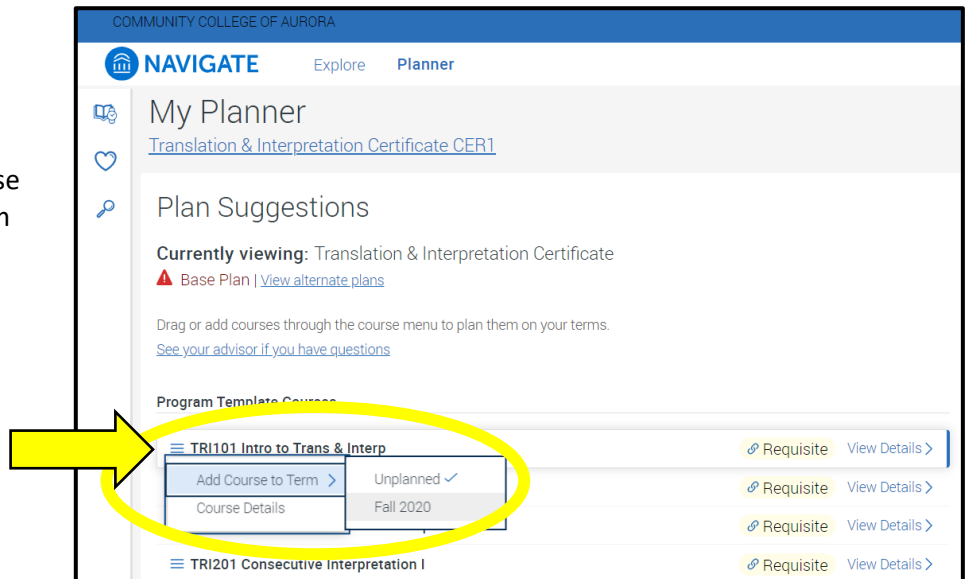 COMMUNITY COLLEGE OF AURORA
NAVIGATE Explore Planner
My Planner
Translation & Interpretation Certificate CER1
Plan Suggestions
Currently viewing: Translation & Interpretation Certificate
Base Plan | View alternate plans
Drag or add courses through the course menu to plan them on your terms.
See your advisor if you have questions
Program Template Courses
TRI101 Intro to Trans & Interp Requisite View Details >
Add Course to Term > Unplanned ✓ Requisite View Details >
Course Details Fall 2020
Requisite View Details >
TRI201 Consecutive Interpretation I Requisite View Details >